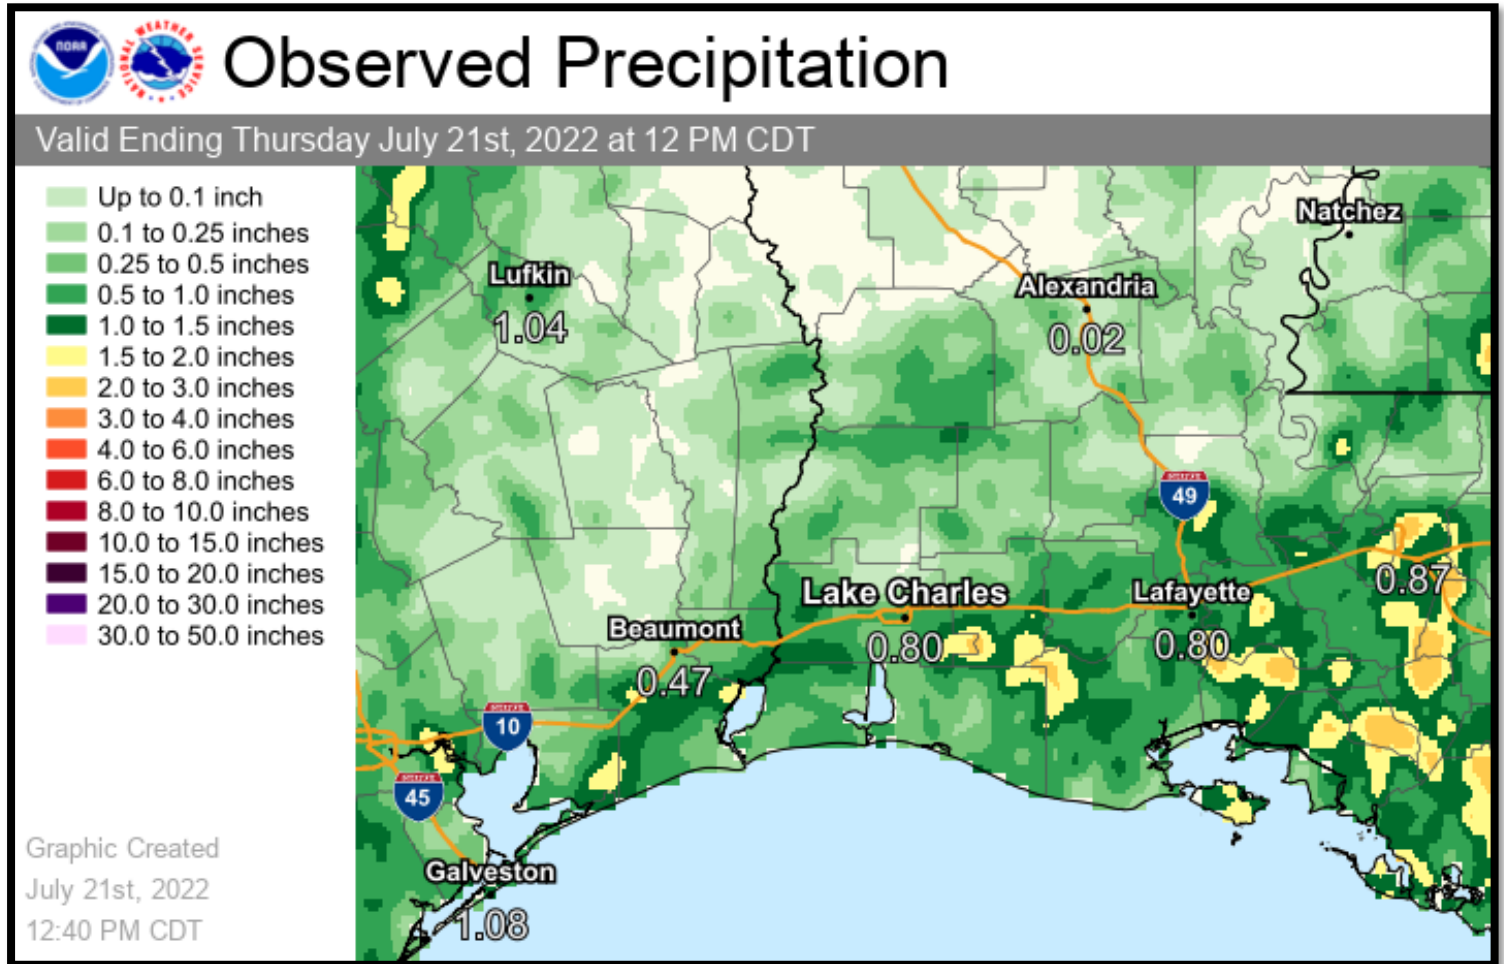 NOAA
NATIONAL WEATHER SERVICE
Observed Precipitation
Valid Ending Thursday July 21st, 2022 at 12 PM CDT
Up to 0.1 inch
0.1 to 0.25 inches
0.25 to 0.5 inches
0.5 to 1.0 inches
1.0 to 1.5 inches
1.5 to 2.0 inches
2.0 to 3.0 inches
3.0 to 4.0 inches
4.0 to 6.0 inches
6.0 to 8.0 inches
8.0 to 10.0 inches
10.0 to 15.0 inches
15.0 to 20.0 inches
20.0 to 30.0 inches
30.0 to 50.0 inches
Graphic Created
July 21st, 2022
12:40 PM CDT
Natchez
Lufkin
1.04
Alexandria
0.02
49
Lake Charles
0.80
Lafayette
0.80
0.87
Beaumont
0.47
10
45
Galveston
1.08